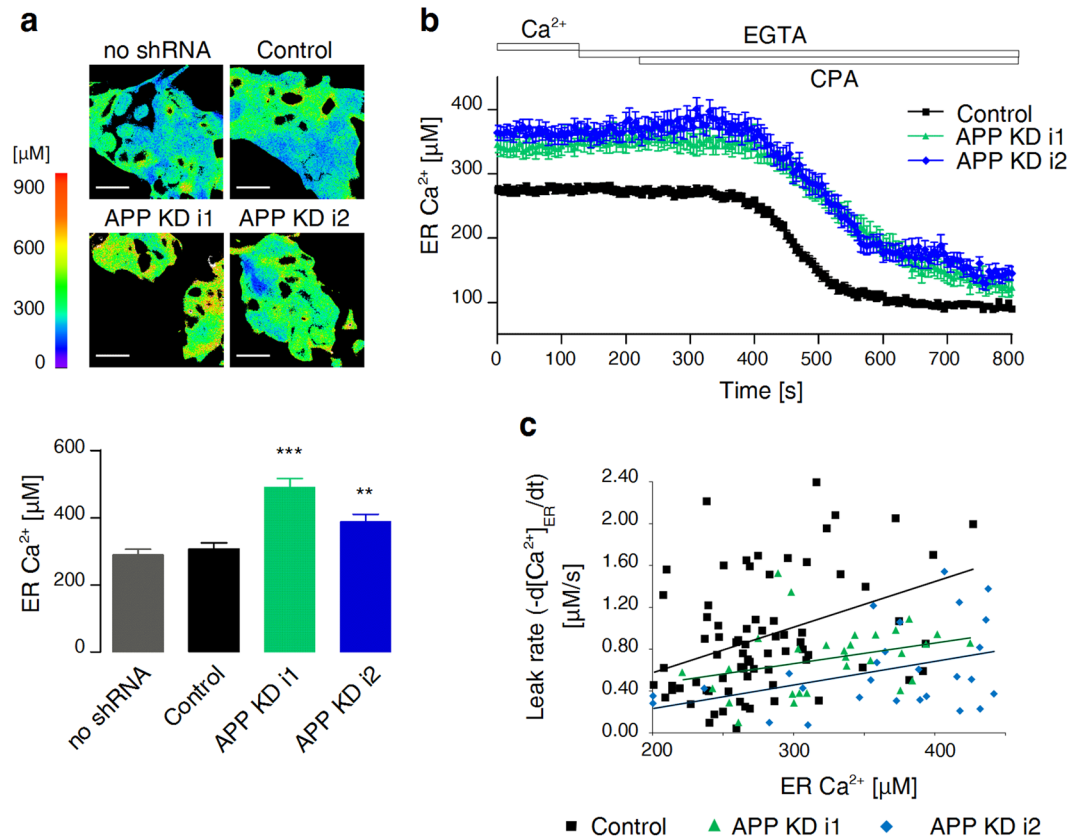 a
no shRNA Control
[µM]
900
600
300
0
APP KD i1 APP KD i2
ER Ca²⁺ [µM]
600
400
200
0
***
**
no shRNA
Control
APP KD i1
APP KD i2
b
Ca²⁺
EGTA
CPA
ER Ca²⁺ [µM]
400
300
200
100
Control
APP KD i1
APP KD i2
0 100 200 300 400 500 600 700 800
Time [s]
c
Leak rate (-d[Ca²⁺]ER/dt)
[µM/s]
2.40
2.00
1.60
1.20
0.80
0.40
0.00
200 300 400
ER Ca²⁺ [µM]
Control APP KD i1 APP KD i2